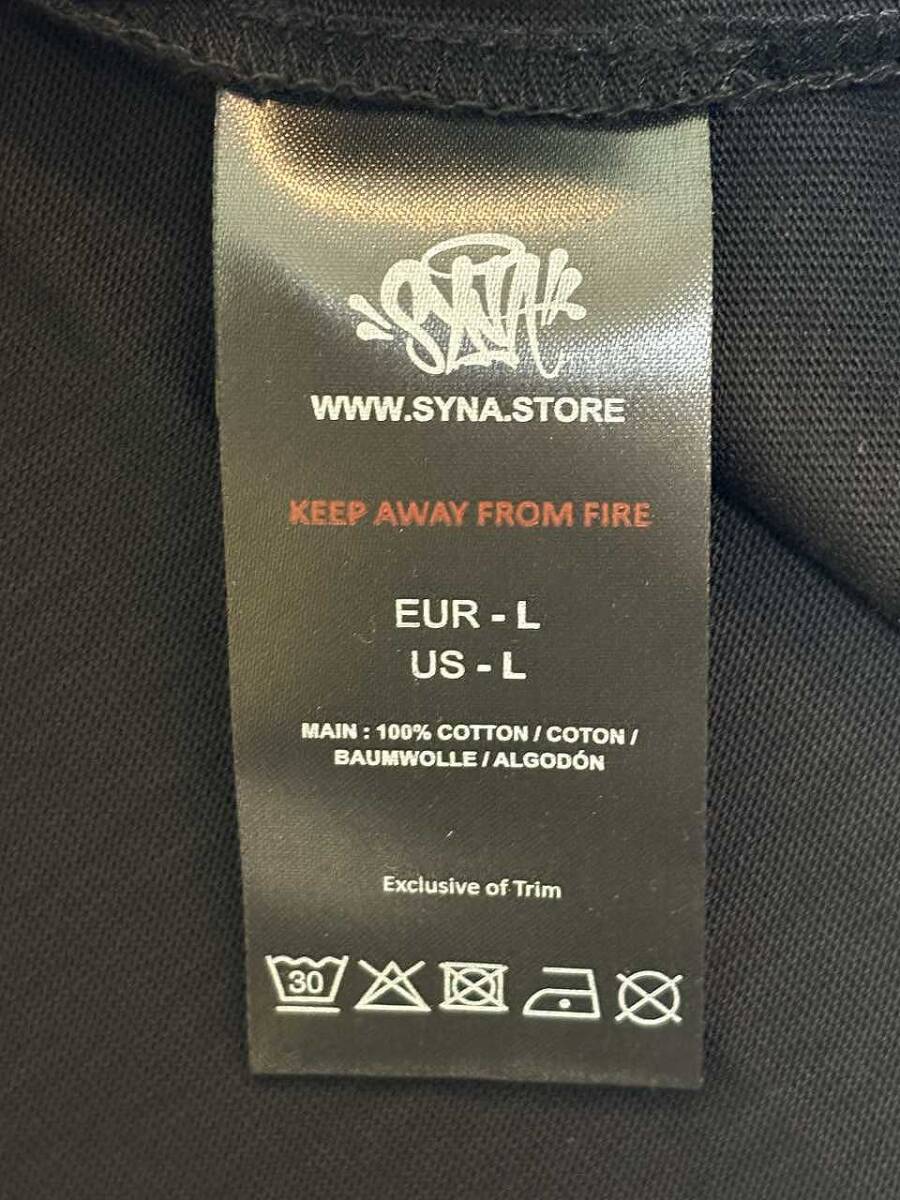 SYNA
WWW.SYNA.STORE
KEEP AWAY FROM FIRE
EUR - L
US - L
MAIN : 100% COTTON / COTON /
BAUMWOLLE / ALGODÓN
Exclusive of Trim
30